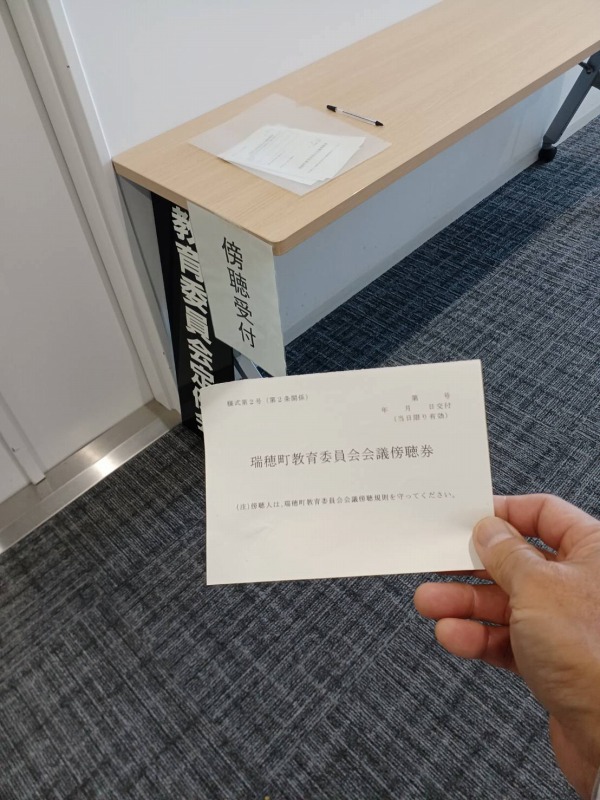 傍聴受付
教育委員会定例
様式第2号（第2条関係）
第　　号
年　月　日交付
（当日限り有効）
瑞穂町教育委員会会議傍聴券
（注）傍聴人は、瑞穂町教育委員会会議傍聴規則を守ってください。